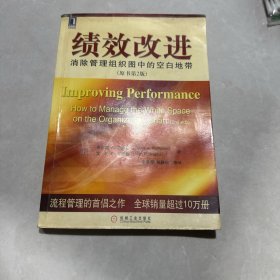 绩效改进
消除管理组织图中的空白地带
(原书第2版)
Improving Performance
How to Manage the White Space
on the Organization Chart
流程管理的首倡之作 全球销量超过10万册
机械工业出版社